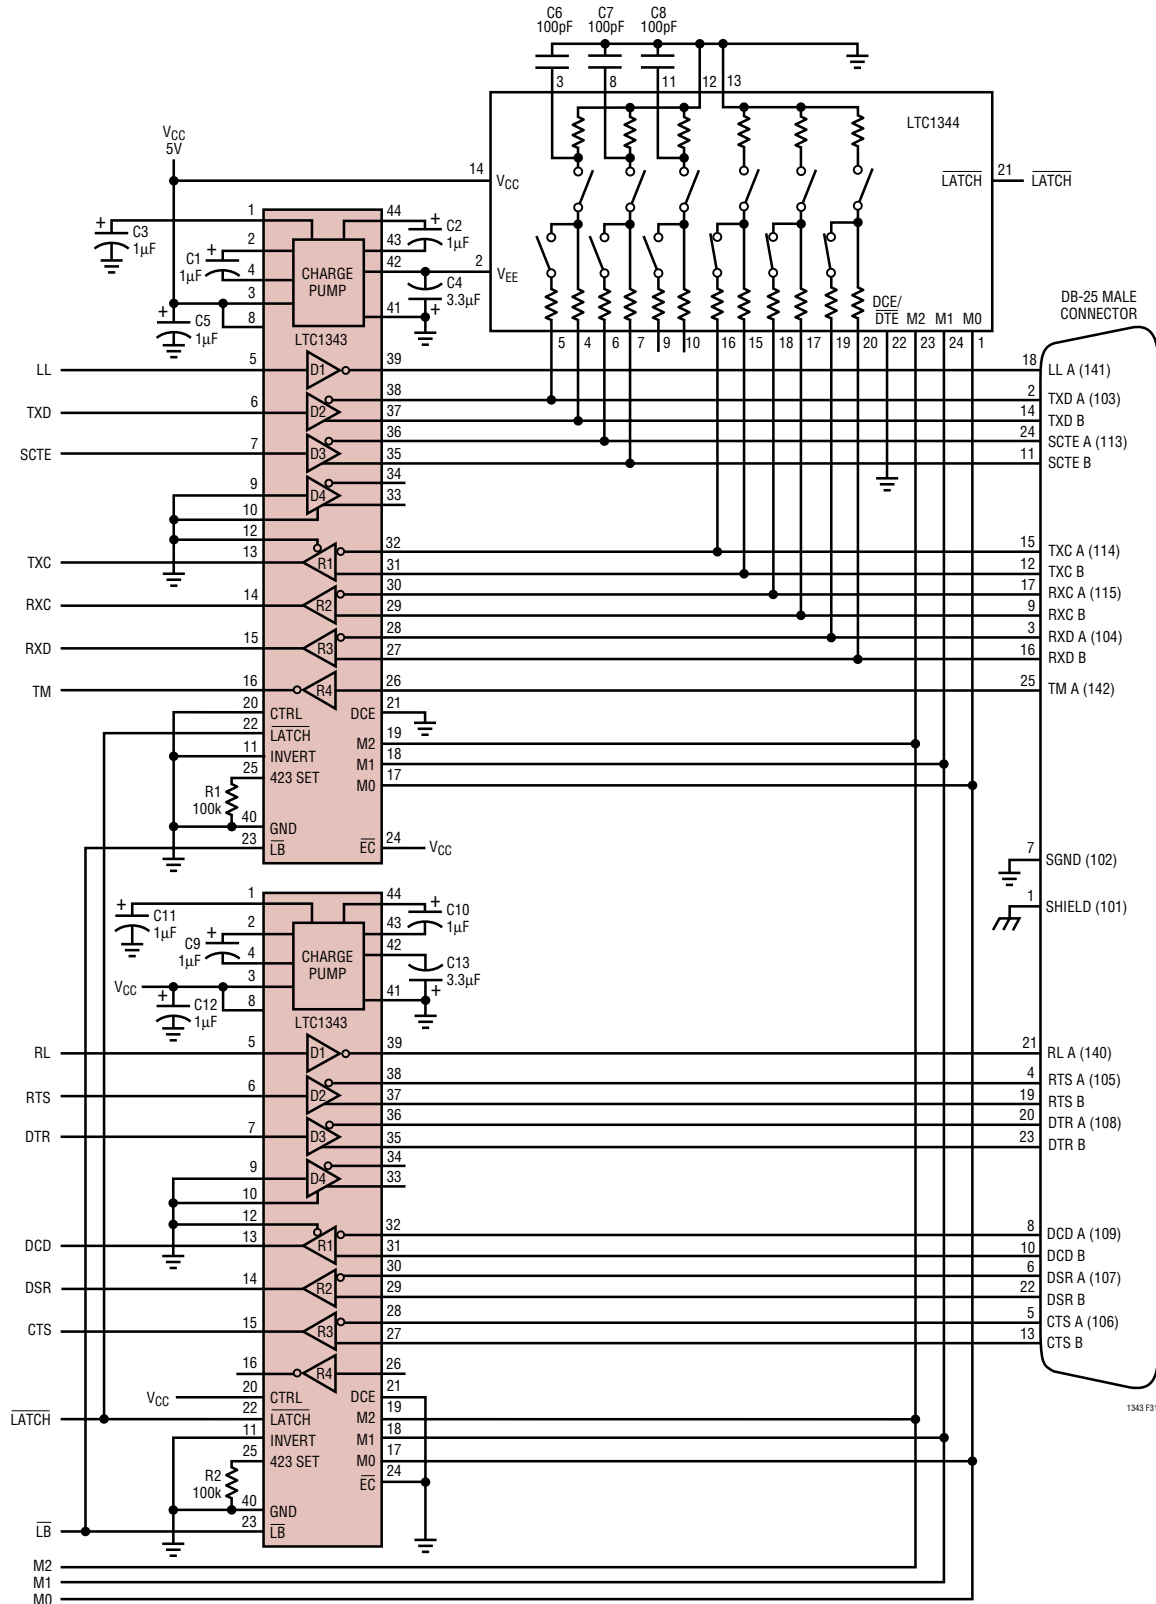 C6 C7 C8
100pF 100pF 100pF
3 8 11 12 13
LTC1344
VCC
5V
14 VCC
LATCH 21 LATCH
1 44
C3
1µF
+ C2
1µF
2 43
C1
1µF
4 42
CHARGE
PUMP
2 VEE
C4
3.3µF
3 41
8
C5
1µF
LTC1343
DCE/
DTE M2 M1 M0
5 4 6 7 9 10 16 15 18 17 19 20 22 23 24 1
DB-25 MALE
CONNECTOR
LL 5 D1 39 18 LL A (141)
38 2 TXD A (103)
TXD 6 D2 37 14 TXD B
36 24 SCTE A (113)
SCTE 7 D3 35 11 SCTE B
9 D4 34
33
10
12
TXC 13 R1 32 15 TXC A (114)
31 12 TXC B
30 17 RXC A (115)
RXC 14 R2 29 9 RXC B
28 3 RXD A (104)
RXD 15 R3 27 16 RXD B
TM 16 R4 26 25 TM A (142)
20 CTRL DCE 21
22 LATCH M2 19
11 INVERT M1 18
25 423 SET M0 17
R1
100k
40 GND
23 LB EC 24 VCC
7 SGND (102)
1 SHIELD (101)
1 44
+ C11
1µF
+ C10
1µF
2 43
+ C9
1µF
4 42
CHARGE
PUMP
C13
3.3µF
+
VCC 3 41
8
+ C12
1µF
LTC1343
RL 5 D1 39 21 RL A (140)
38 4 RTS A (105)
RTS 6 D2 37 19 RTS B
36 20 DTR A (108)
DTR 7 D3 35 23 DTR B
9 D4 34
33
10
12
DCD 13 R1 32 8 DCD A (109)
31 10 DCD B
30 6 DSR A (107)
DSR 14 R2 29 22 DSR B
28 5 CTS A (106)
CTS 15 R3 27 13 CTS B
16 R4 26
VCC 20 CTRL DCE 21
LATCH 22 LATCH M2 19
11 INVERT M1 18
25 423 SET M0 17
R2
100k
EC 24
40 GND
LB 23 LB
M2
M1
M0
1343 F31